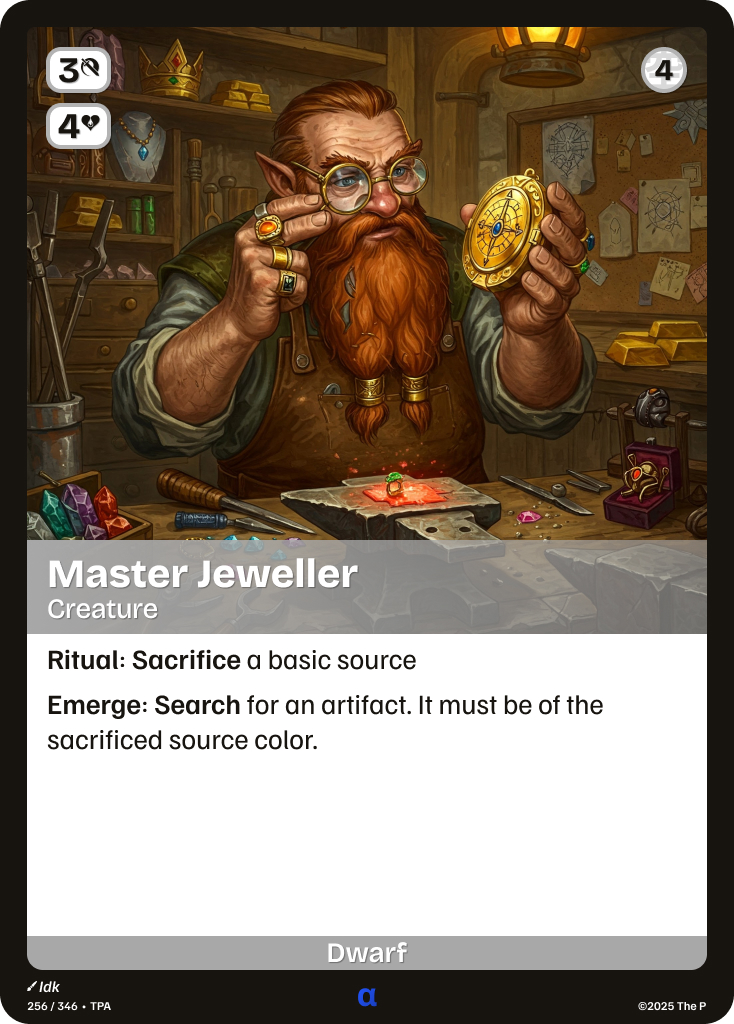 3
4
4
Master Jeweller
Creature
Ritual: Sacrifice a basic source
Emerge: Search for an artifact. It must be of the
sacrificed source color.
Dwarf
Idk
256 / 346 • TPA
α
©2025 The P